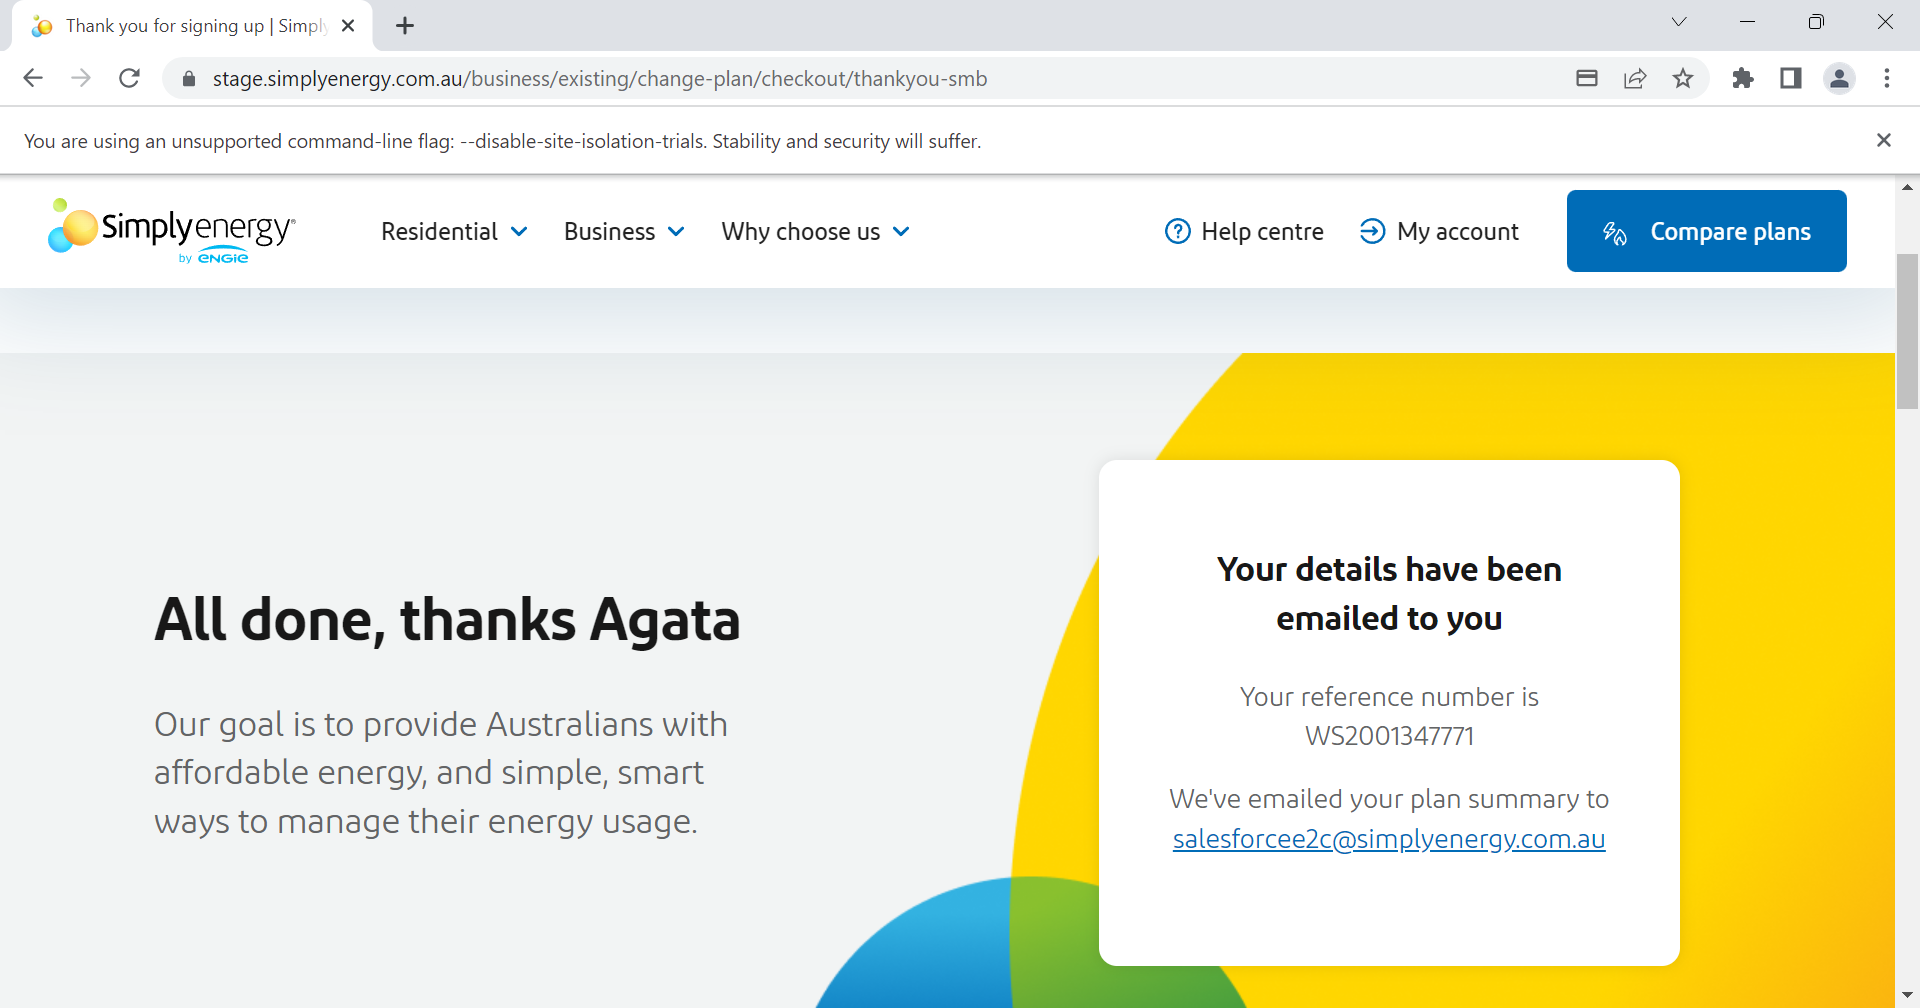 Thank you for signing up | Simply
stage.simplyenergy.com.au/business/existing/change-plan/checkout/thankyou-smb
You are using an unsupported command-line flag: --disable-site-isolation-trials. Stability and security will suffer.
Simplyenergy®
by ENGIE
Residential
Business
Why choose us
Help centre
My account
Compare plans
All done, thanks Agata
Our goal is to provide Australians with
affordable energy, and simple, smart
ways to manage their energy usage.
Your details have been
emailed to you
Your reference number is
WS2001347771
We've emailed your plan summary to
salesforcee2c@simplyenergy.com.au